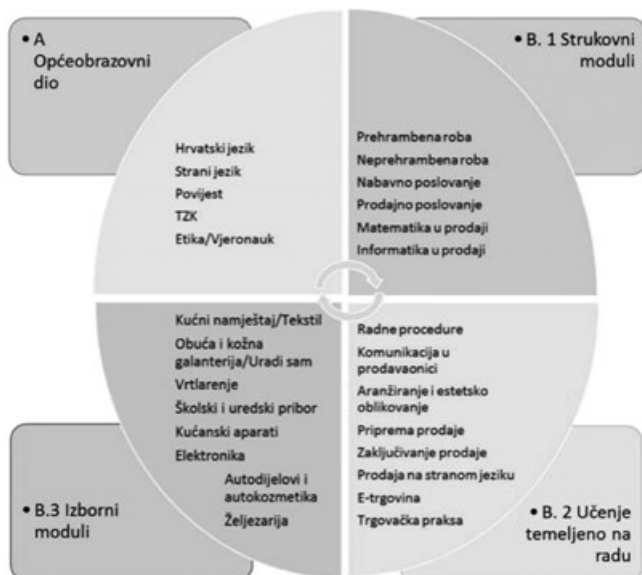 • A
Općeobrazovni
dio
Hrvatski jezik
Strani jezik
Povijest
TZK
Etika/Vjeronauk
• B. 1 Strukovni
moduli
Prehrambena roba
Neprehrambena roba
Nabavno poslovanje
Prodajno poslovanje
Matematika u prodaji
Informatika u prodaji
Kućni namještaj/Tekstil
Obuća i kožna
galanterija/Uradi sam
Vrtlarenje
Školski i uredski pribor
Kućanski aparati
Elektronika
Autodijelovi i
autokozmetika
Željezarija
• B.3 Izborni
moduli
Radne procedure
Komunikacija u
prodavaonici
Aranžiranje i estetsko
oblikovanje
Priprema prodaje
Zaključivanje prodaje
Prodaja na stranom jeziku
E-trgovina
Trgovačka praksa
• B. 2 Učenje
temeljeno na
radu